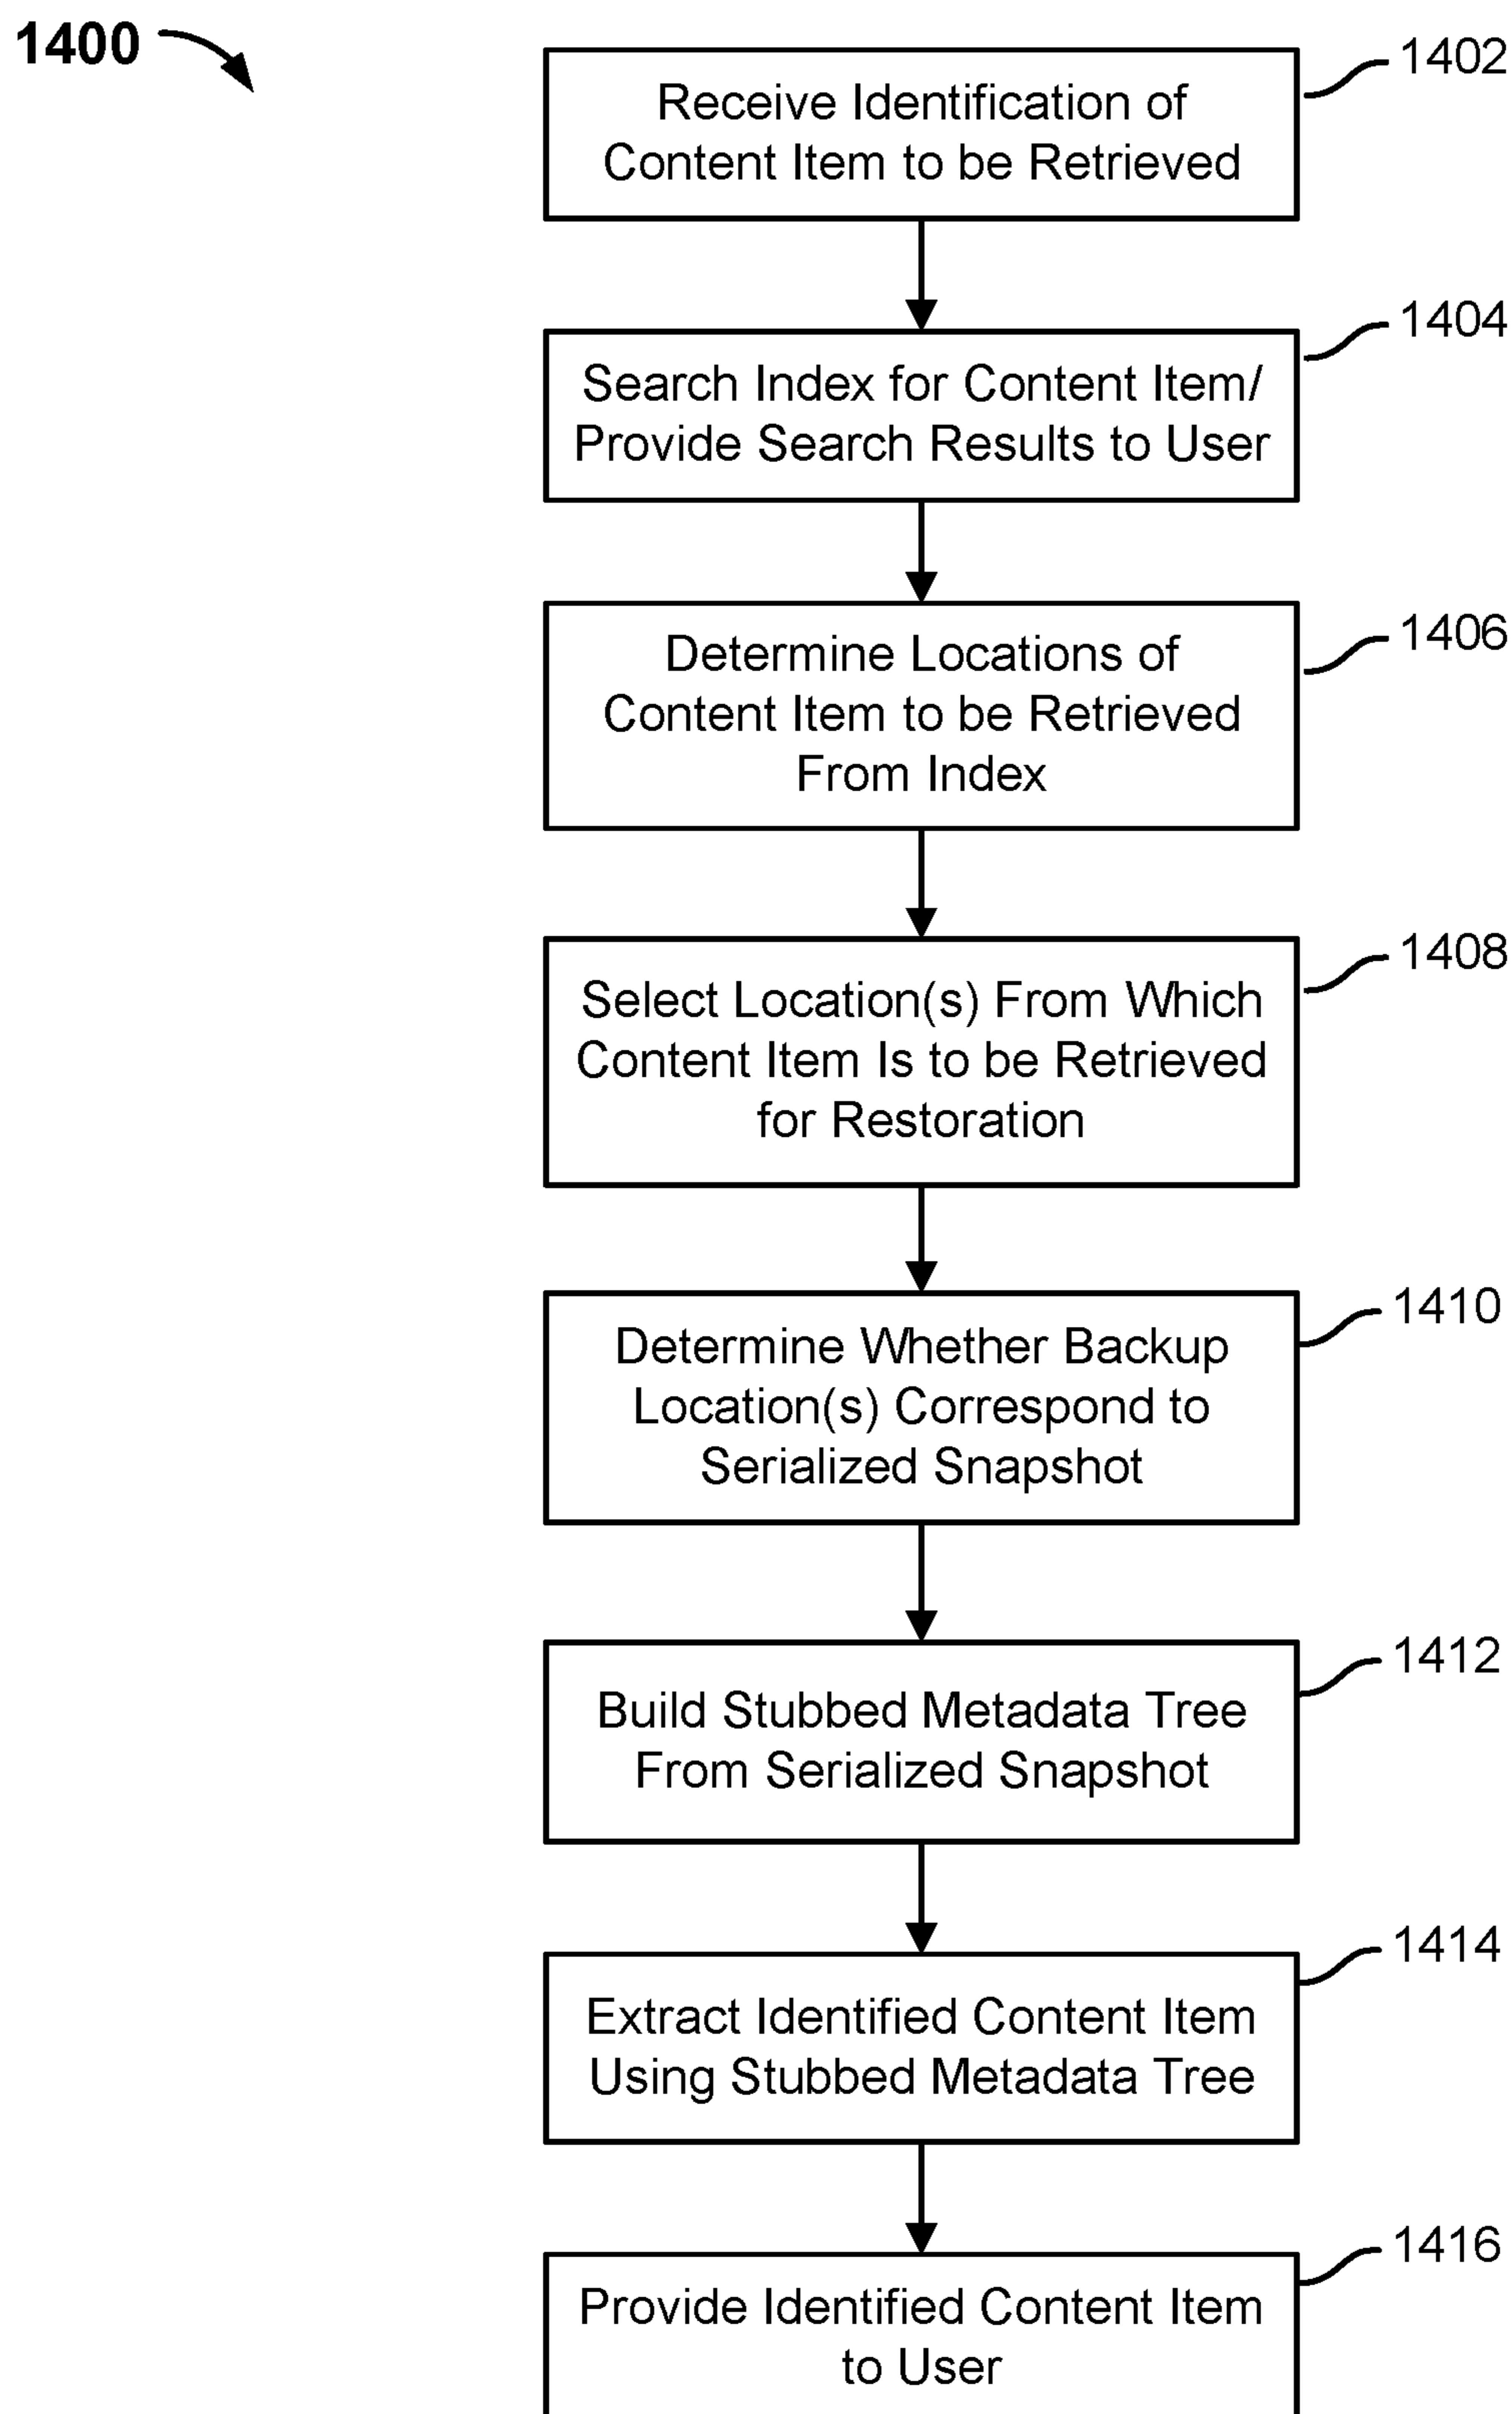 1400
1402
Receive Identification of
Content Item to be Retrieved
1404
Search Index for Content Item/
Provide Search Results to User
1406
Determine Locations of
Content Item to be Retrieved
From Index
1408
Select Location(s) From Which
Content Item Is to be Retrieved
for Restoration
1410
Determine Whether Backup
Location(s) Correspond to
Serialized Snapshot
1412
Build Stubbed Metadata Tree
From Serialized Snapshot
1414
Extract Identified Content Item
Using Stubbed Metadata Tree
1416
Provide Identified Content Item
to User